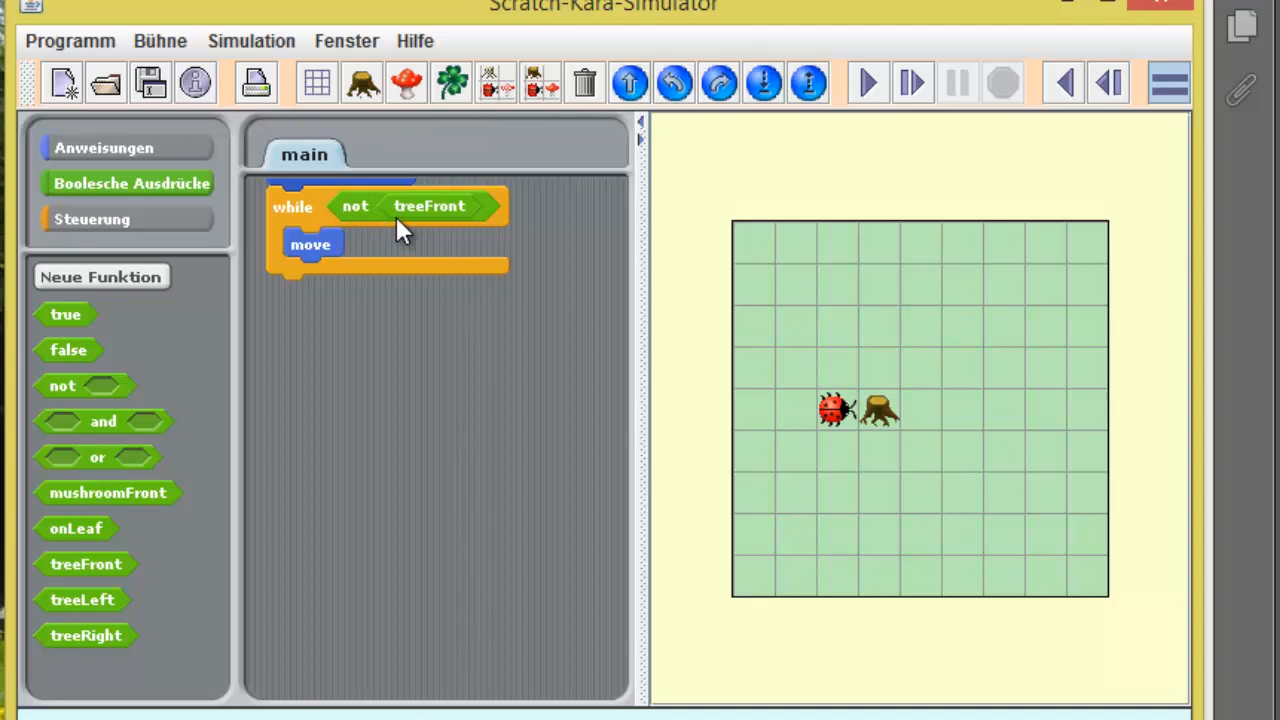 Scratch-Kara-Simulator
Programm Bühne Simulation Fenster Hilfe
Anweisungen
Boolesche Ausdrücke
Steuerung
main
while not treeFront
move
Neue Funktion
true
false
not
and
or
mushroomFront
onLeaf
treeFront
treeLeft
treeRight